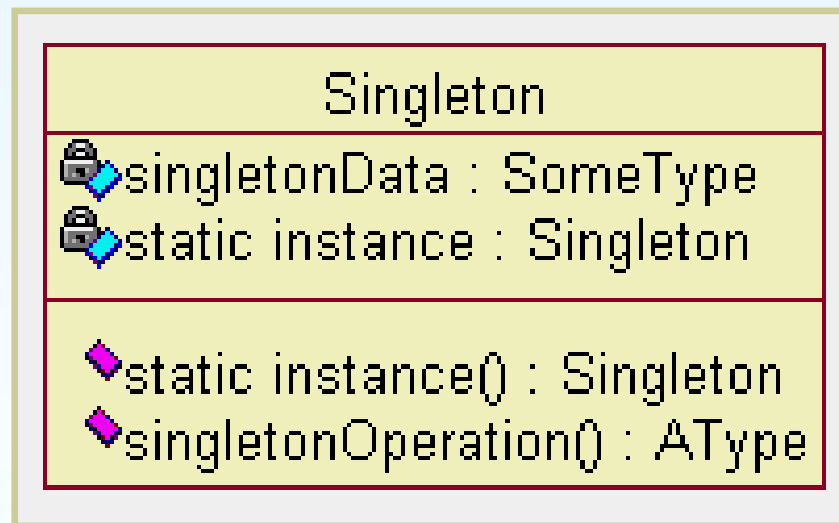 Singleton
singletonData : SomeType
static instance : Singleton
static instance() : Singleton
singletonOperation() : AType